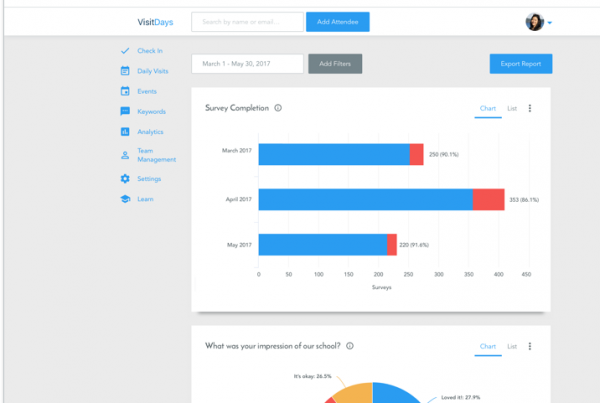 VisitDays
Search by name or email...
Add Attendee
Check In
Daily Visits
Events
Keywords
Analytics
Team
Management
Settings
Learn
March 1 - May 30, 2017
Add Filters
Export Report
Survey Completion
Chart
List
March 2017
250 (90.1%)
April 2017
353 (86.1%)
May 2017
220 (91.6%)
0 50 100 150 200 250 300 350 400 450
Surveys
What was your impression of our school?
Chart
List
It's okay: 26.5%
Loved it!: 27.9%